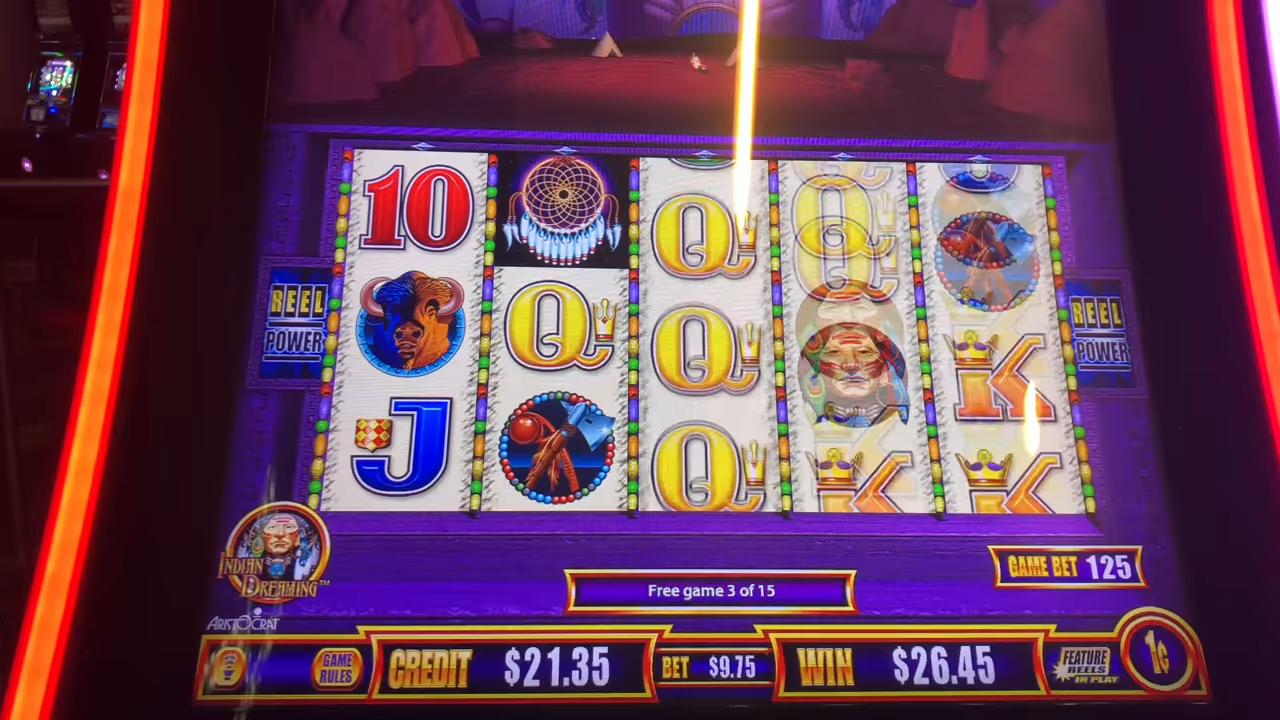 10
Q
Q
REEL
POWER
Q
Q
K
REEL
POWER
J
Q
K
K
INDIAN
DREAMING™
ARISTOCRAT
GAME BET 125
Free game 3 of 15
GAME
RULES
CREDIT $21.35
BET $9.75
WIN $26.45
FEATURE
REELS
IN PLAY
1¢